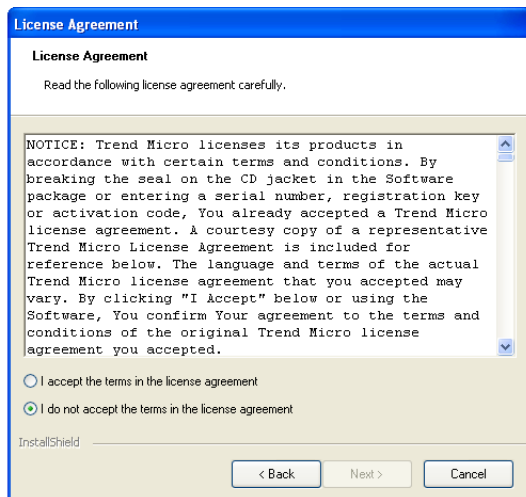 License Agreement
License Agreement
Read the following license agreement carefully.
NOTICE: Trend Micro licenses its products in
accordance with certain terms and conditions. By
breaking the seal on the CD jacket in the Software
package or entering a serial number, registration key
or activation code, You already accepted a Trend Micro
license agreement. A courtesy copy of a representative
Trend Micro License Agreement is included for
reference below. The language and terms of the actual
Trend Micro license agreement that you accepted may
vary. By clicking "I Accept" below or using the
Software, You confirm Your agreement to the terms and
conditions of the original Trend Micro license
agreement you accepted.
I accept the terms in the license agreement
I do not accept the terms in the license agreement
InstallShield
< Back Next > Cancel